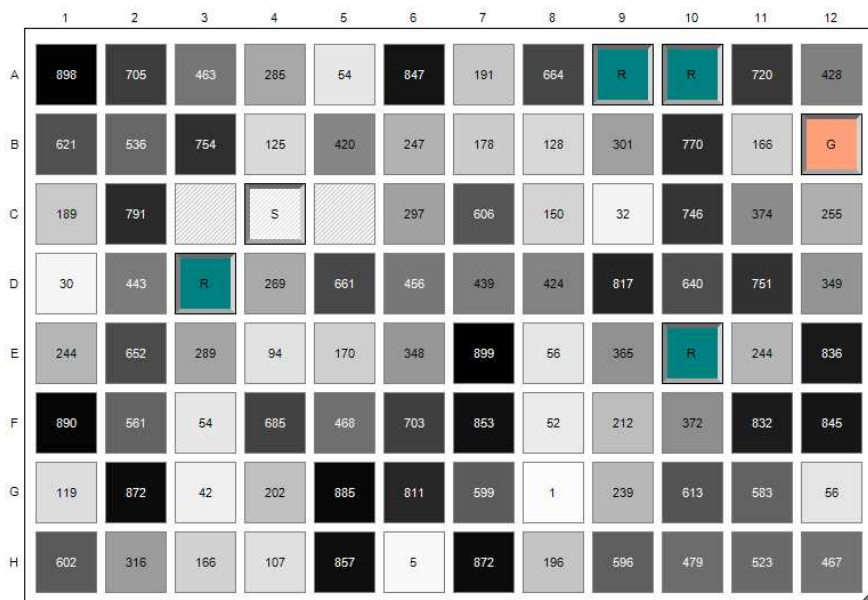 1 2 3 4 5 6 7 8 9 10 11 12
A 898 705 463 285 54 847 191 664 R R 720 428
B 621 536 754 125 420 247 178 128 301 770 166 G
C 189 791 S 297 606 150 32 746 374 255
D 30 443 R 269 661 456 439 424 817 640 751 349
E 244 652 289 94 170 348 899 56 365 R 244 836
F 890 561 54 685 468 703 853 52 212 372 832 845
G 119 872 42 202 885 811 599 1 239 613 583 56
H 602 316 166 107 857 5 872 196 596 479 523 467